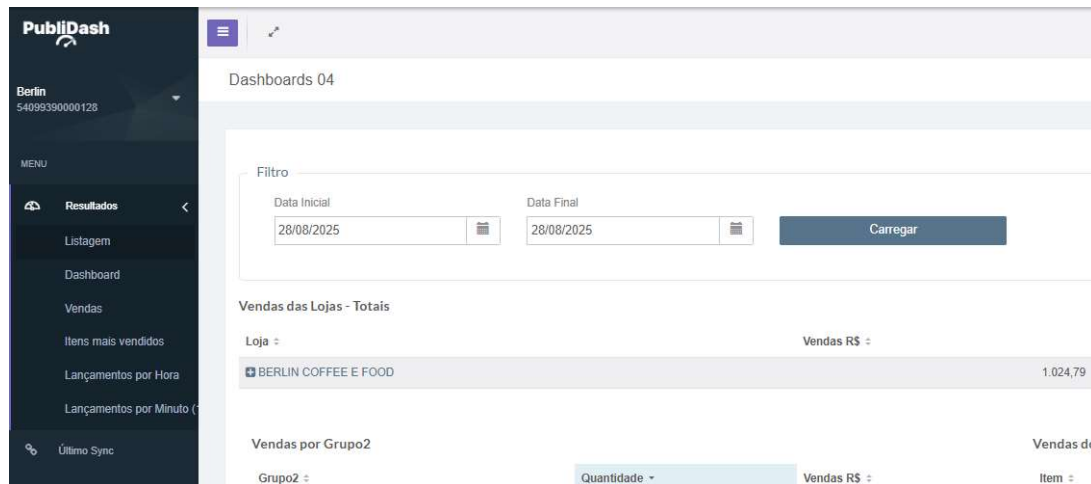 PubliDash
Berlin
54099390000128
MENU
Resultados
Listagem
Dashboard
Vendas
Itens mais vendidos
Lançamentos por Hora
Lançamentos por Minuto (
Último Sync
Dashboards 04
Filtro
Data Inicial Data Final
28/08/2025 28/08/2025 Carregar
Vendas das Lojas - Totais
Loja Vendas R$
BERLIN COFFEE E FOOD 1.024,79
Vendas por Grupo2 Vendas
Grupo2 Quantidade Vendas R$ Item